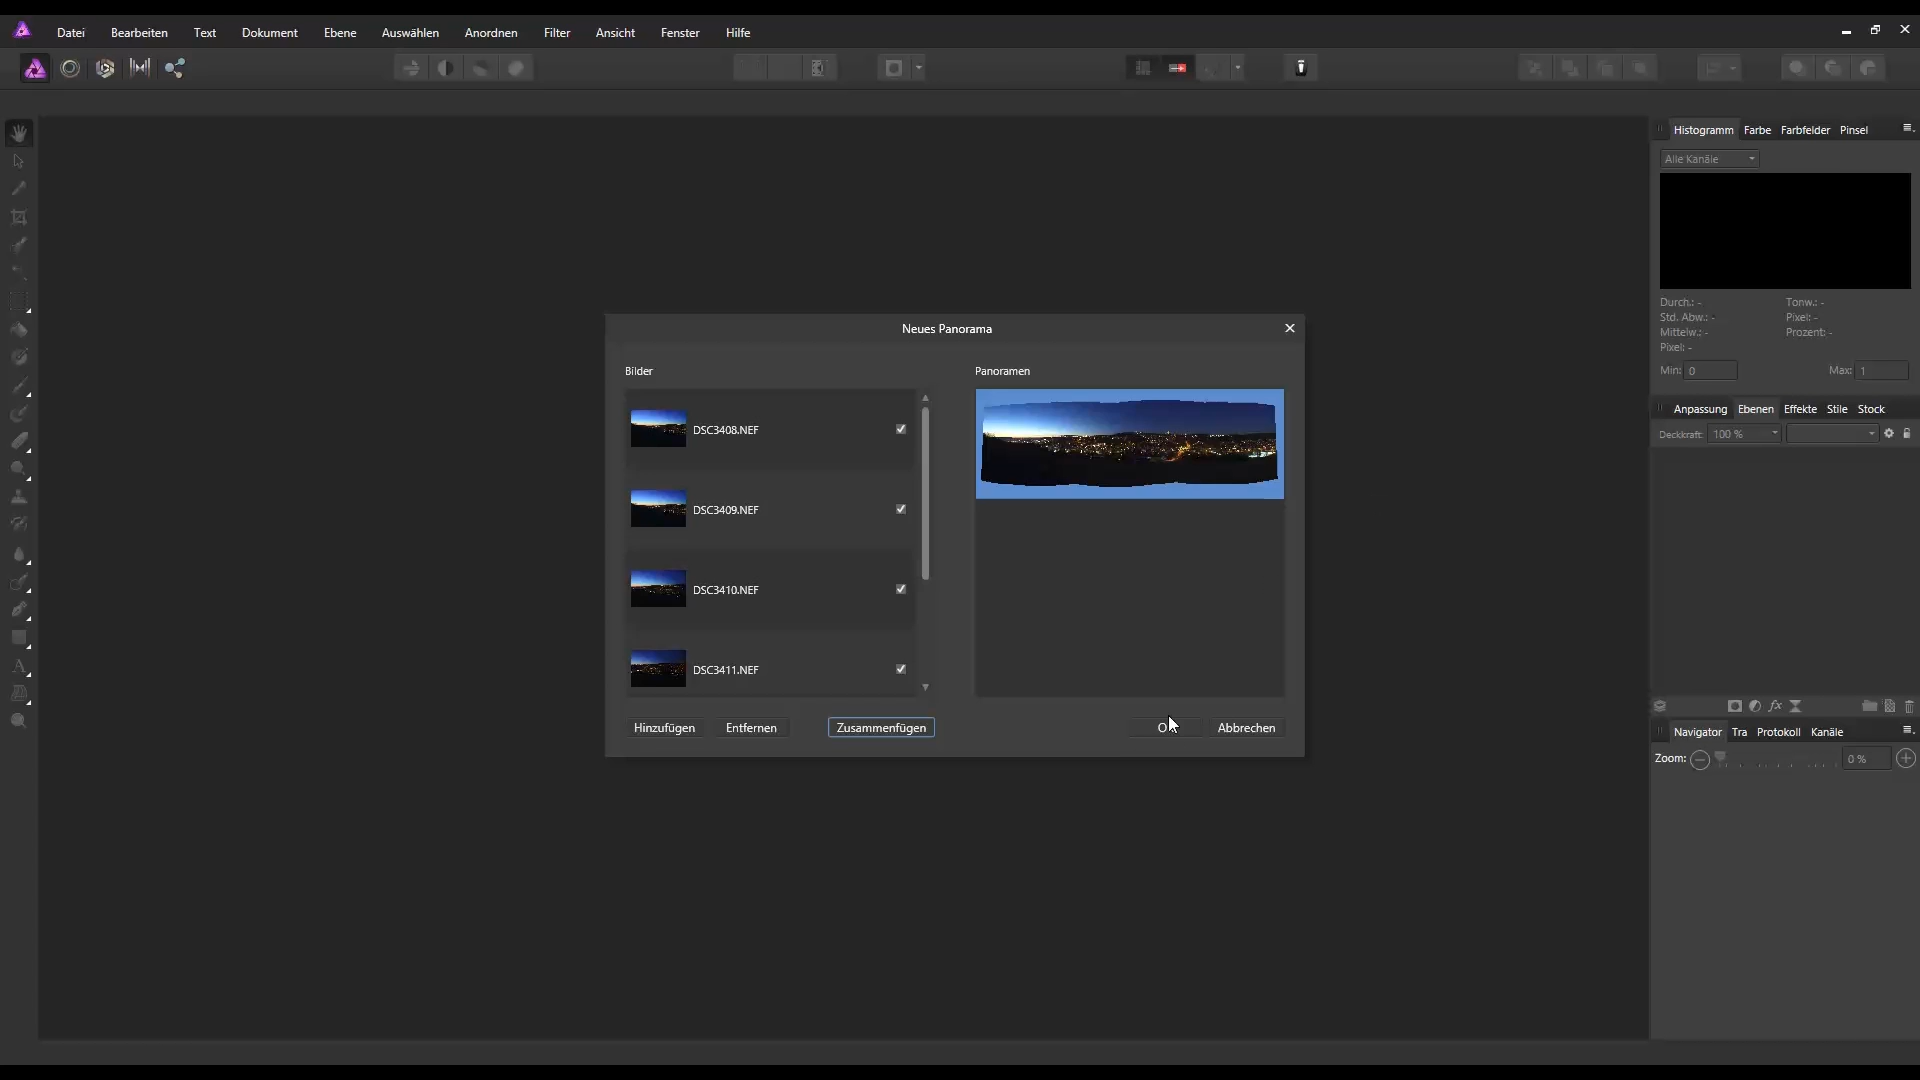 Datei Bearbeiten Text Dokument Ebene Auswählen Anordnen Filter Ansicht Fenster Hilfe
Histogramm Farbe Farbfelder Pinsel
Alle Kanäle
Durch.: - Tonw.: -
Std. Abw.: - Pixel: -
Mittelw.: - Prozent: -
Pixel: -
Min: 0 Max: 1
Anpassung Ebenen Effekte Stile Stock
Deckkraft: 100 %
Neues Panorama
Bilder Panoramen
DSC3408.NEF
DSC3409.NEF
DSC3410.NEF
DSC3411.NEF
Hinzufügen Entfernen Zusammenfügen Abbrechen
Navigator Tra Protokoll Kanäle
Zoom: 0 %